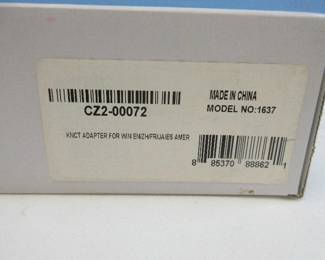 CZ2-00072
MADE IN CHINA
MODEL NO:1637
KNCT ADAPTER FOR WIN EN/ZH/FR/JA/ES AMER
8 85370 88862 1